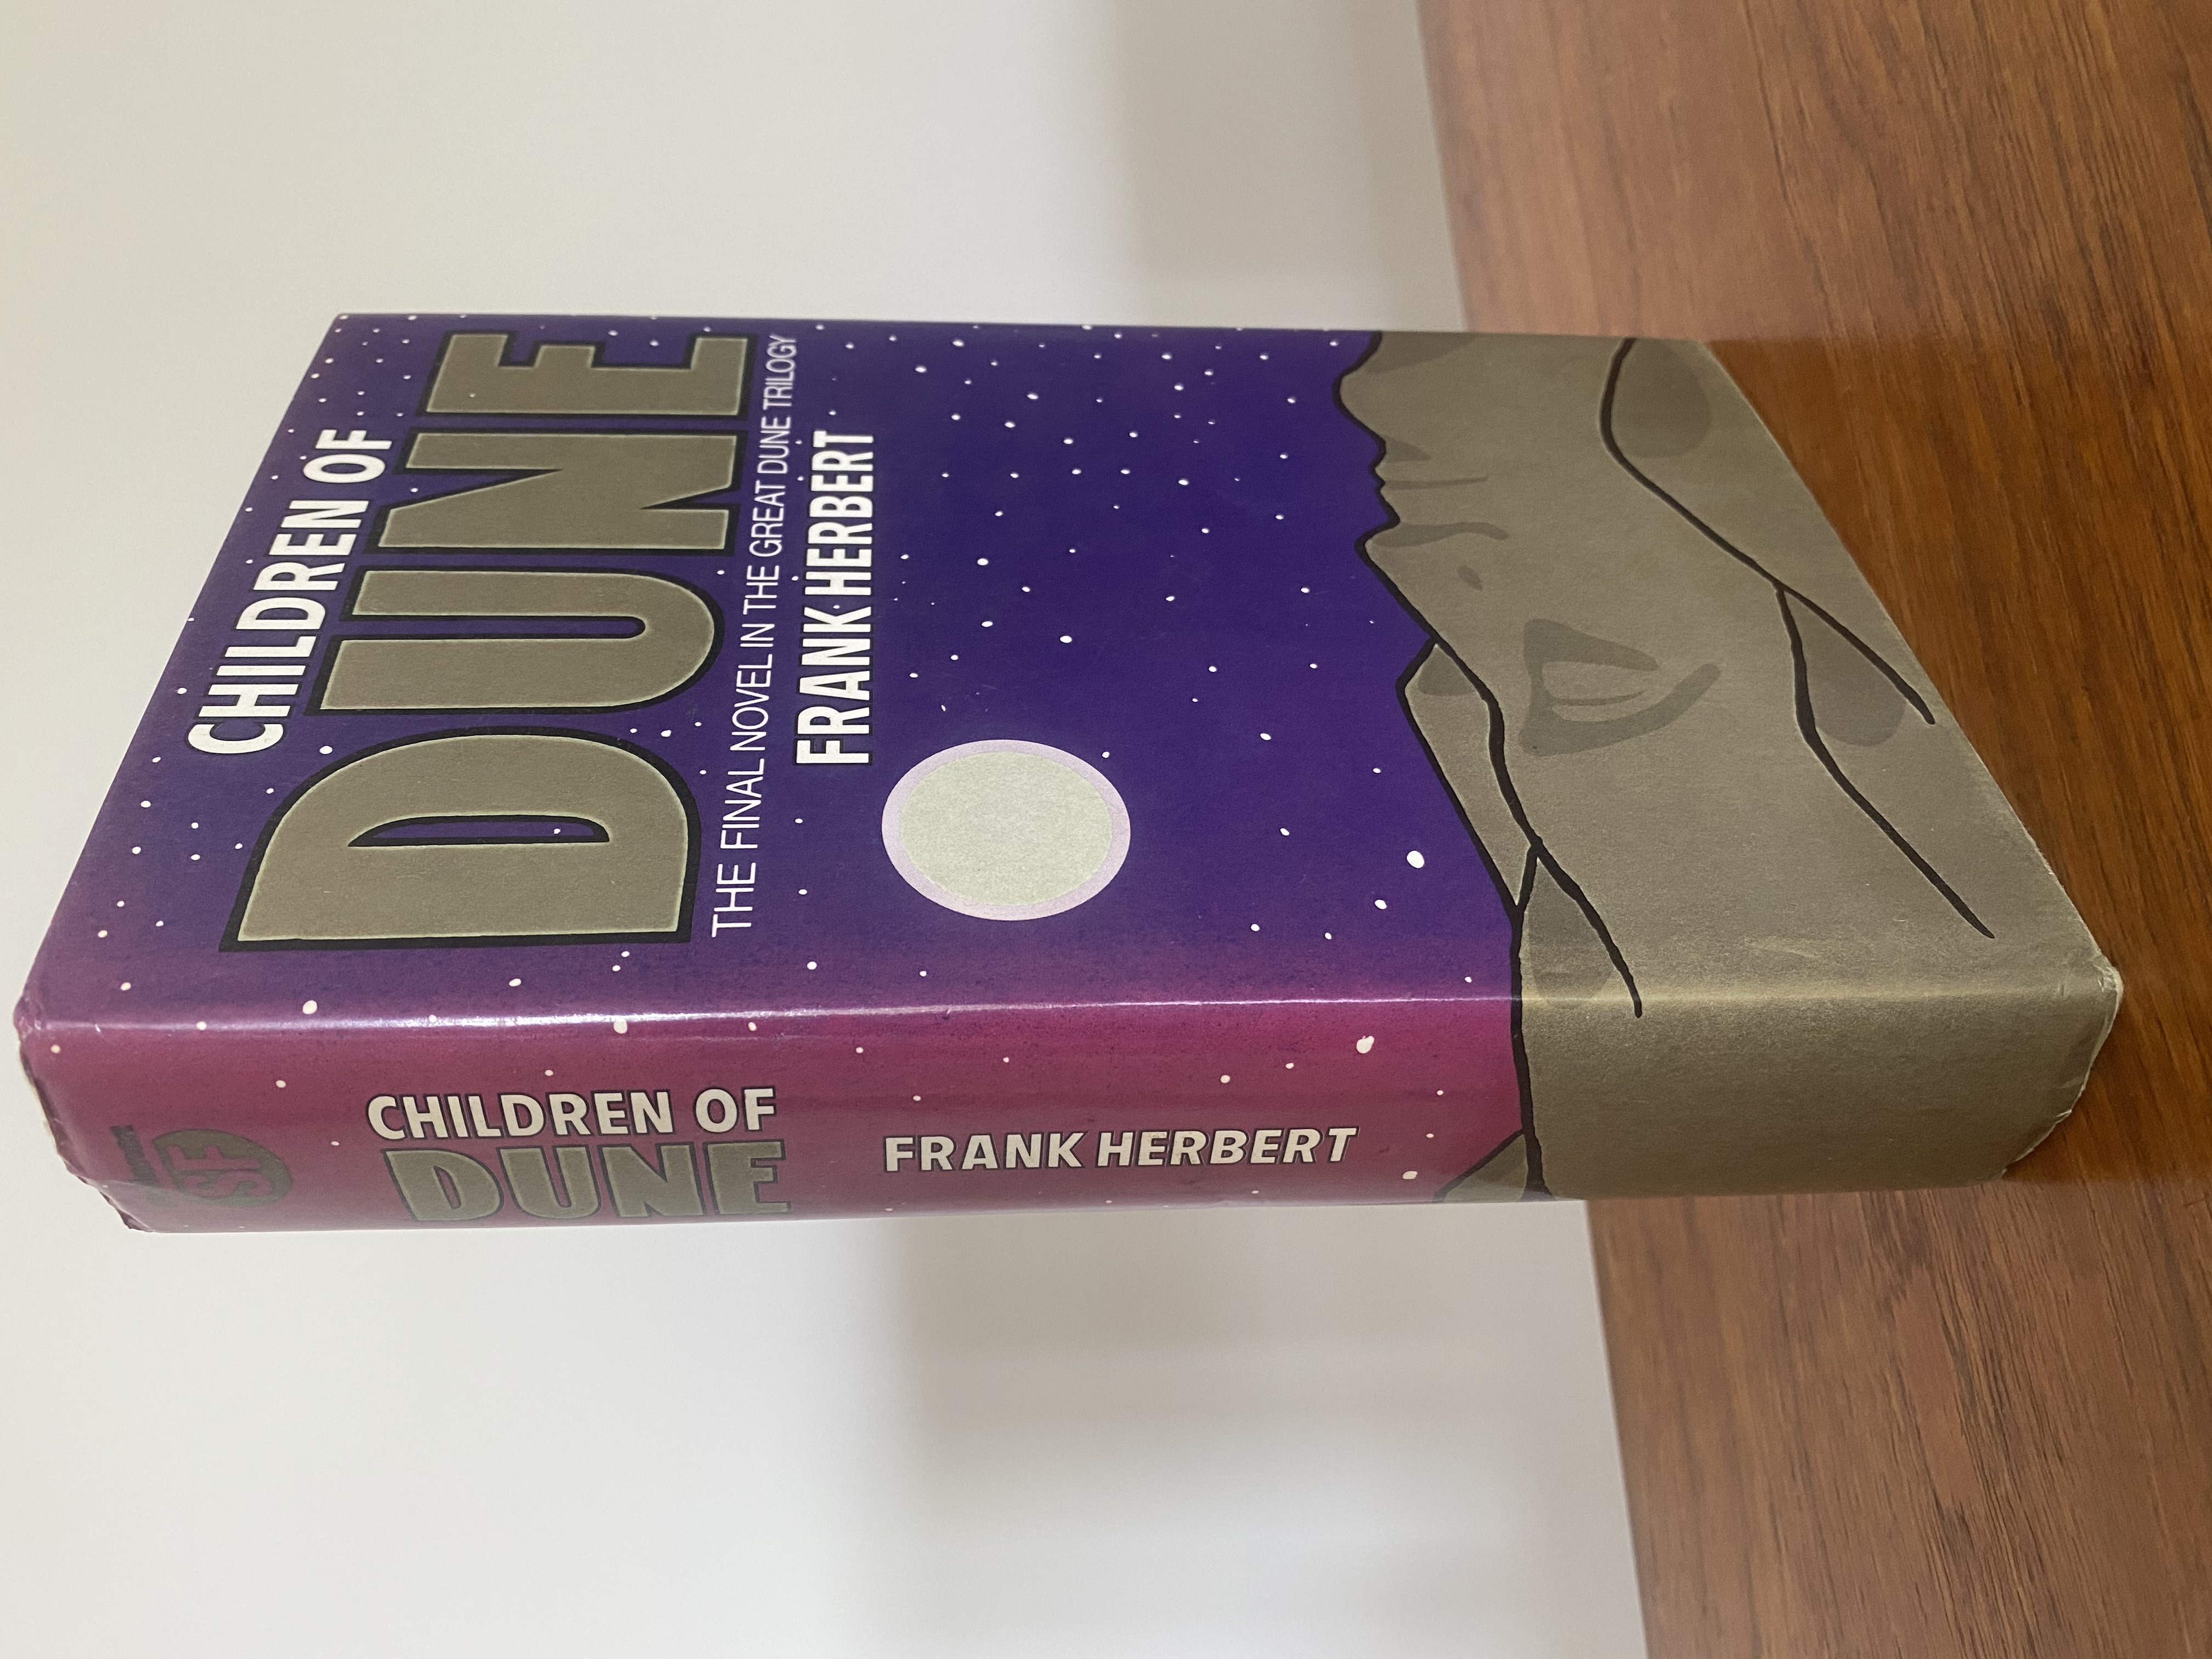 CHILDREN OF
DUNE
THE FINAL NOVEL IN THE GREAT DUNE TRILOGY
FRANK HERBERT
SF
CHILDREN OF
DUNE
FRANK HERBERT